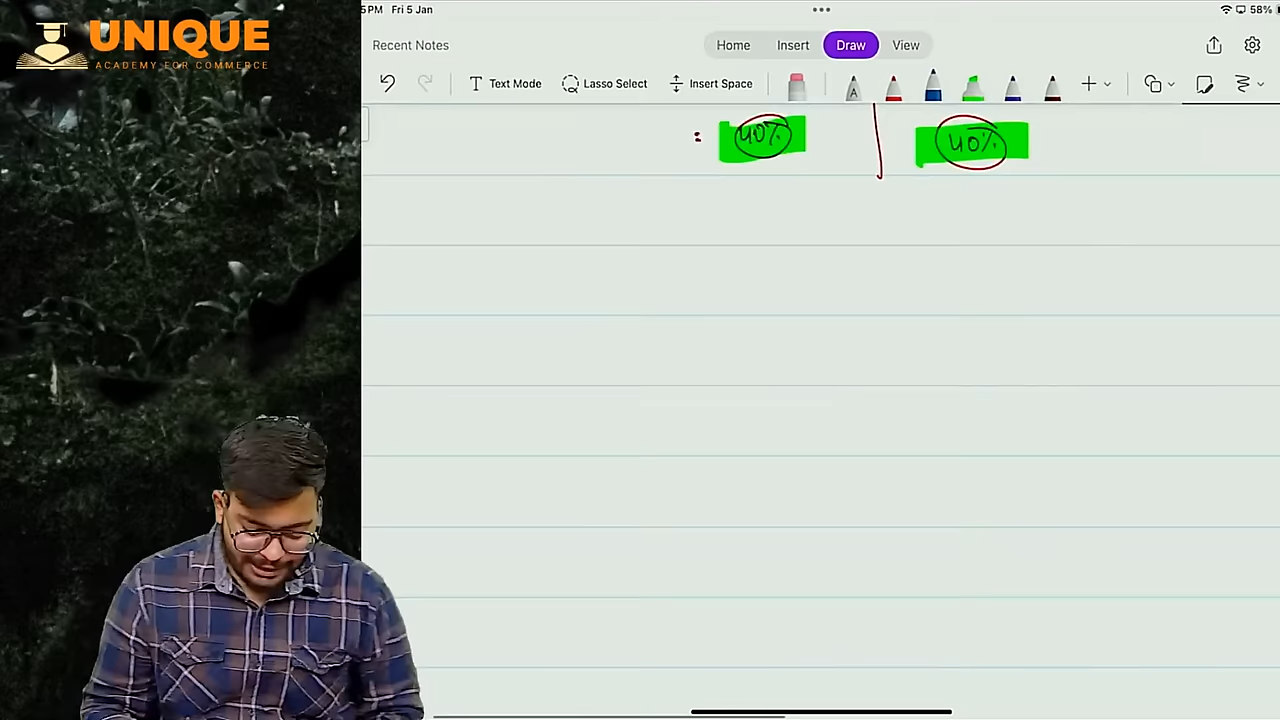 UNIQUE
ACADEMY FOR COMMERCE
5PM Fri 5 Jan
58%
Recent Notes
Home Insert Draw View
Text Mode Lasso Select Insert Space
A
: 40% 40%